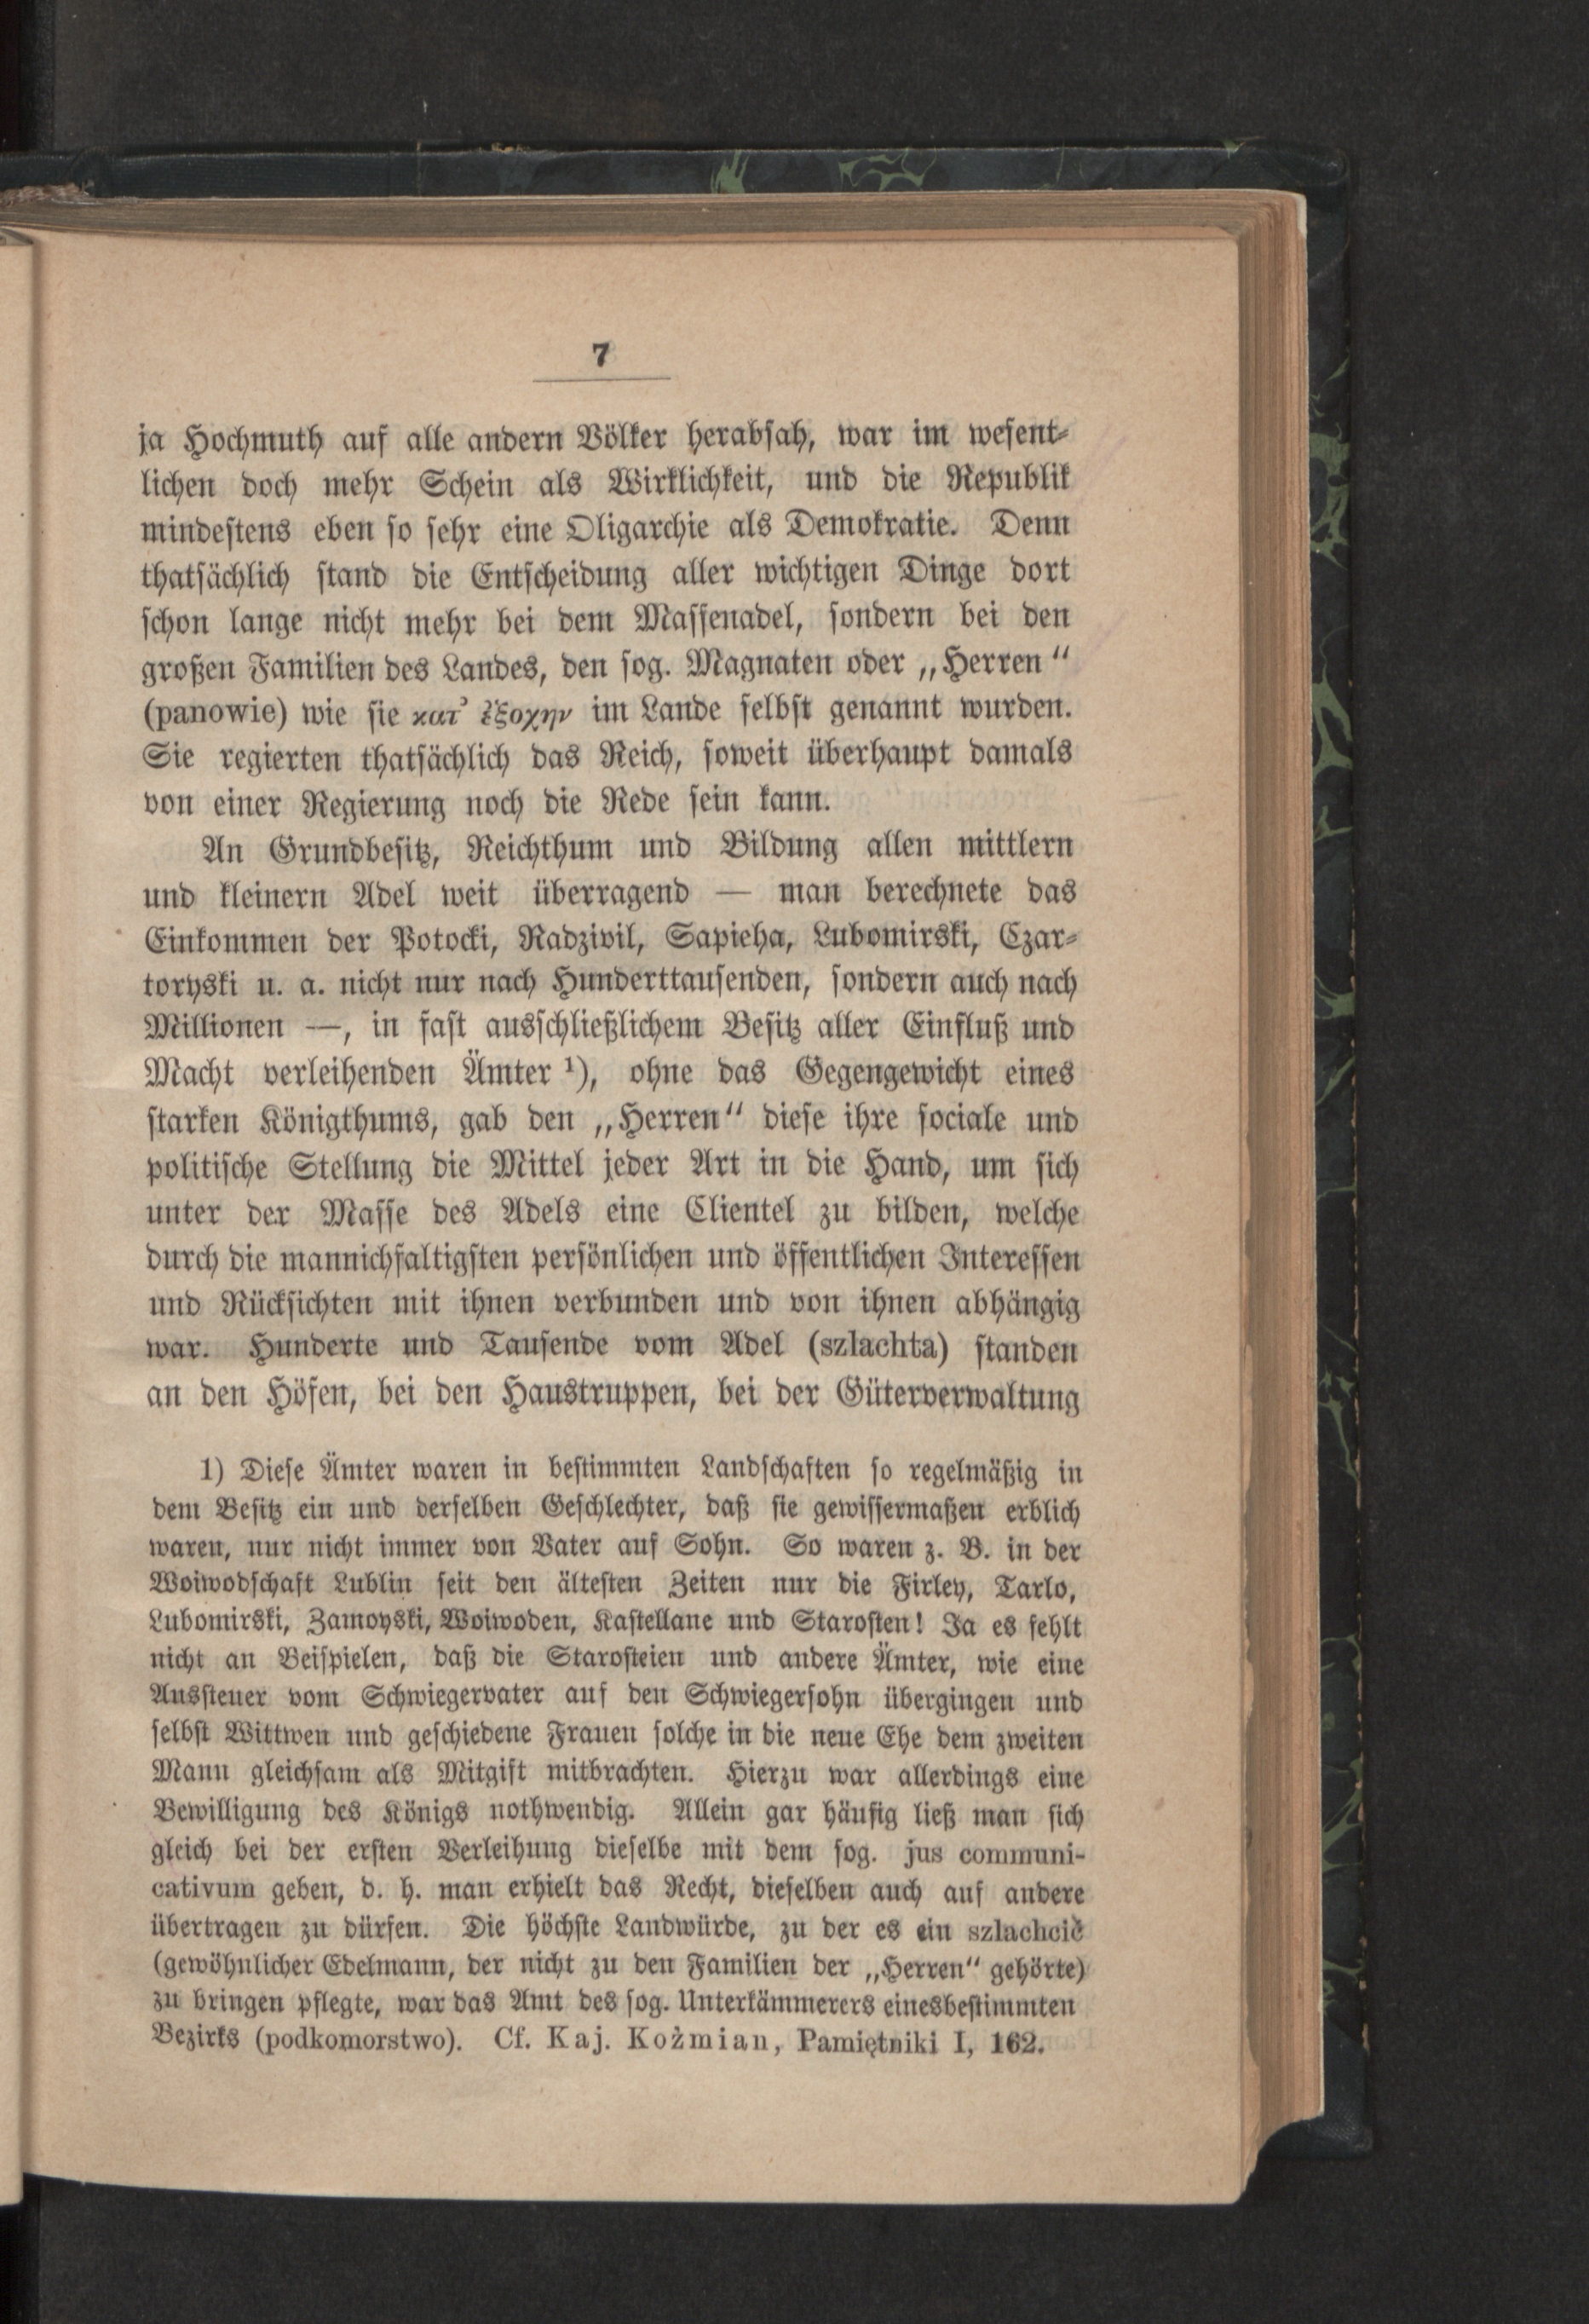 7
ja Hochmuth auf alle andern Völker herabsah, war im wesent-
lichen doch mehr Schein als Wirklichkeit, und die Republik
mindestens eben so sehr eine Oligarchie als Demokratie. Denn
thatsächlich stand die Entscheidung aller wichtigen Dinge dort
schon lange nicht mehr bei dem Massenadel, sondern bei den
großen Familien des Landes, den sog. Magnaten oder „Herren“
(panowie) wie sie κατ᾽ ἐξοχην im Lande selbst genannt wurden.
Sie regierten thatsächlich das Reich, soweit überhaupt damals
von einer Regierung noch die Rede sein kann.
An Grundbesitz, Reichthum und Bildung allen mittlern
und kleinern Adel weit überragend — man berechnete das
Einkommen der Potocki, Radzivil, Sapieha, Lubomirski, Czar-
toryski u. a. nicht nur nach Hunderttausenden, sondern auch nach
Millionen —, in fast ausschließlichem Besitz aller Einfluß und
Macht verleihenden Ämter ¹), ohne das Gegengewicht eines
starken Königthums, gab den „Herren“ diese ihre sociale und
politische Stellung die Mittel jeder Art in die Hand, um sich
unter der Masse des Adels eine Clientel zu bilden, welche
durch die mannichfaltigsten persönlichen und öffentlichen Interessen
und Rücksichten mit ihnen verbunden und von ihnen abhängig
war. Hunderte und Tausende vom Adel (szlachta) standen
an den Höfen, bei den Haustruppen, bei der Güterverwaltung
1) Diese Ämter waren in bestimmten Landschaften so regelmäßig in
dem Besitz ein und derselben Geschlechter, daß sie gewissermaßen erblich
waren, nur nicht immer von Vater auf Sohn. So waren z. B. in der
Woiwodschaft Lublin seit den ältesten Zeiten nur die Firley, Tarlo,
Lubomirski, Zamoyski, Woiwoden, Kastellane und Starosten! Ja es fehlt
nicht an Beispielen, daß die Starosteien und andere Ämter, wie eine
Aussteuer vom Schwiegervater auf den Schwiegersohn übergingen und
selbst Wittwen und geschiedene Frauen solche in die neue Ehe dem zweiten
Mann gleichsam als Mitgift mitbrachten. Hierzu war allerdings eine
Bewilligung des Königs nothwendig. Allein gar häufig ließ man sich
gleich bei der ersten Verleihung dieselbe mit dem sog. jus communi-
cativum geben, d. h. man erhielt das Recht, dieselben auch auf andere
übertragen zu dürfen. Die höchste Landwürde, zu der es ein szlachcic
(gewöhnlicher Edelmann, der nicht zu den Familien der „Herren“ gehörte)
zu bringen pflegte, war das Amt des sog. Unterkämmerers einesbestimmten
Bezirks (podkomorstwo). Cf. Kaj. Koźmian, Pamiętniki I, 162.